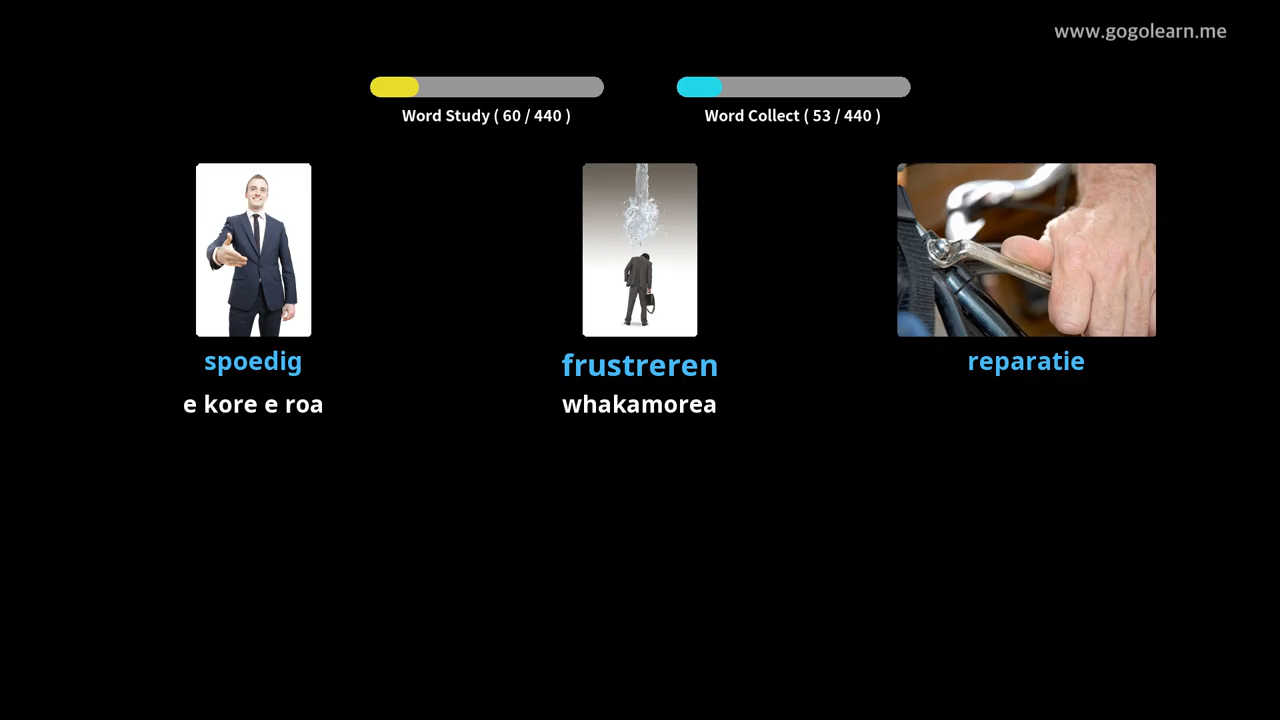 www.gogolearn.me
Word Study ( 60 / 440 )
Word Collect ( 53 / 440 )
spoedig
frustreren
reparatie
e kore e roa
whakamorea